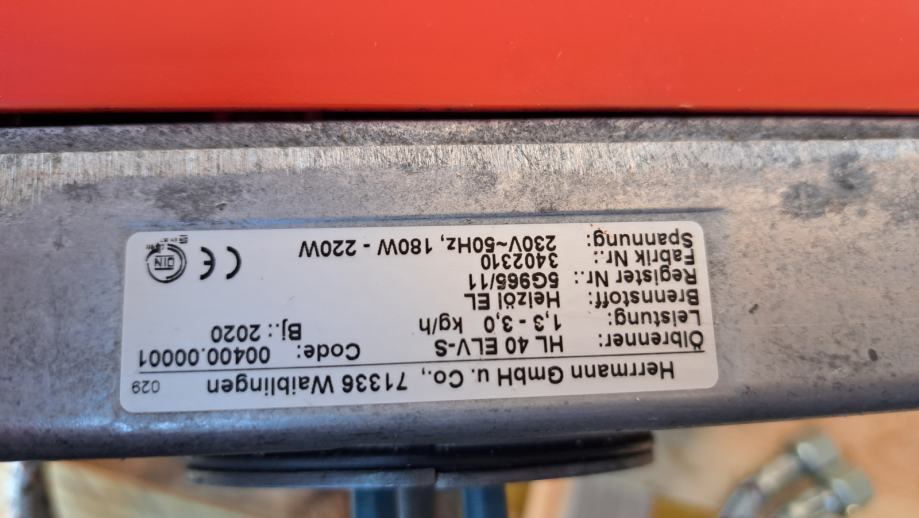 Herrmann GmbH u. Co., 71336 Waiblingen 029
Ölbrenner: HL 40 ELV-S Code: 00400.00001
Leistung: 1,3 - 3,0 kg/h Bj.: 2020
Brennstoff: Heizöl EL
Register Nr.: 5G965/11
Fabrik Nr.: 3402310
Spannung: 230V~50Hz, 180W - 220W
CE
DIN